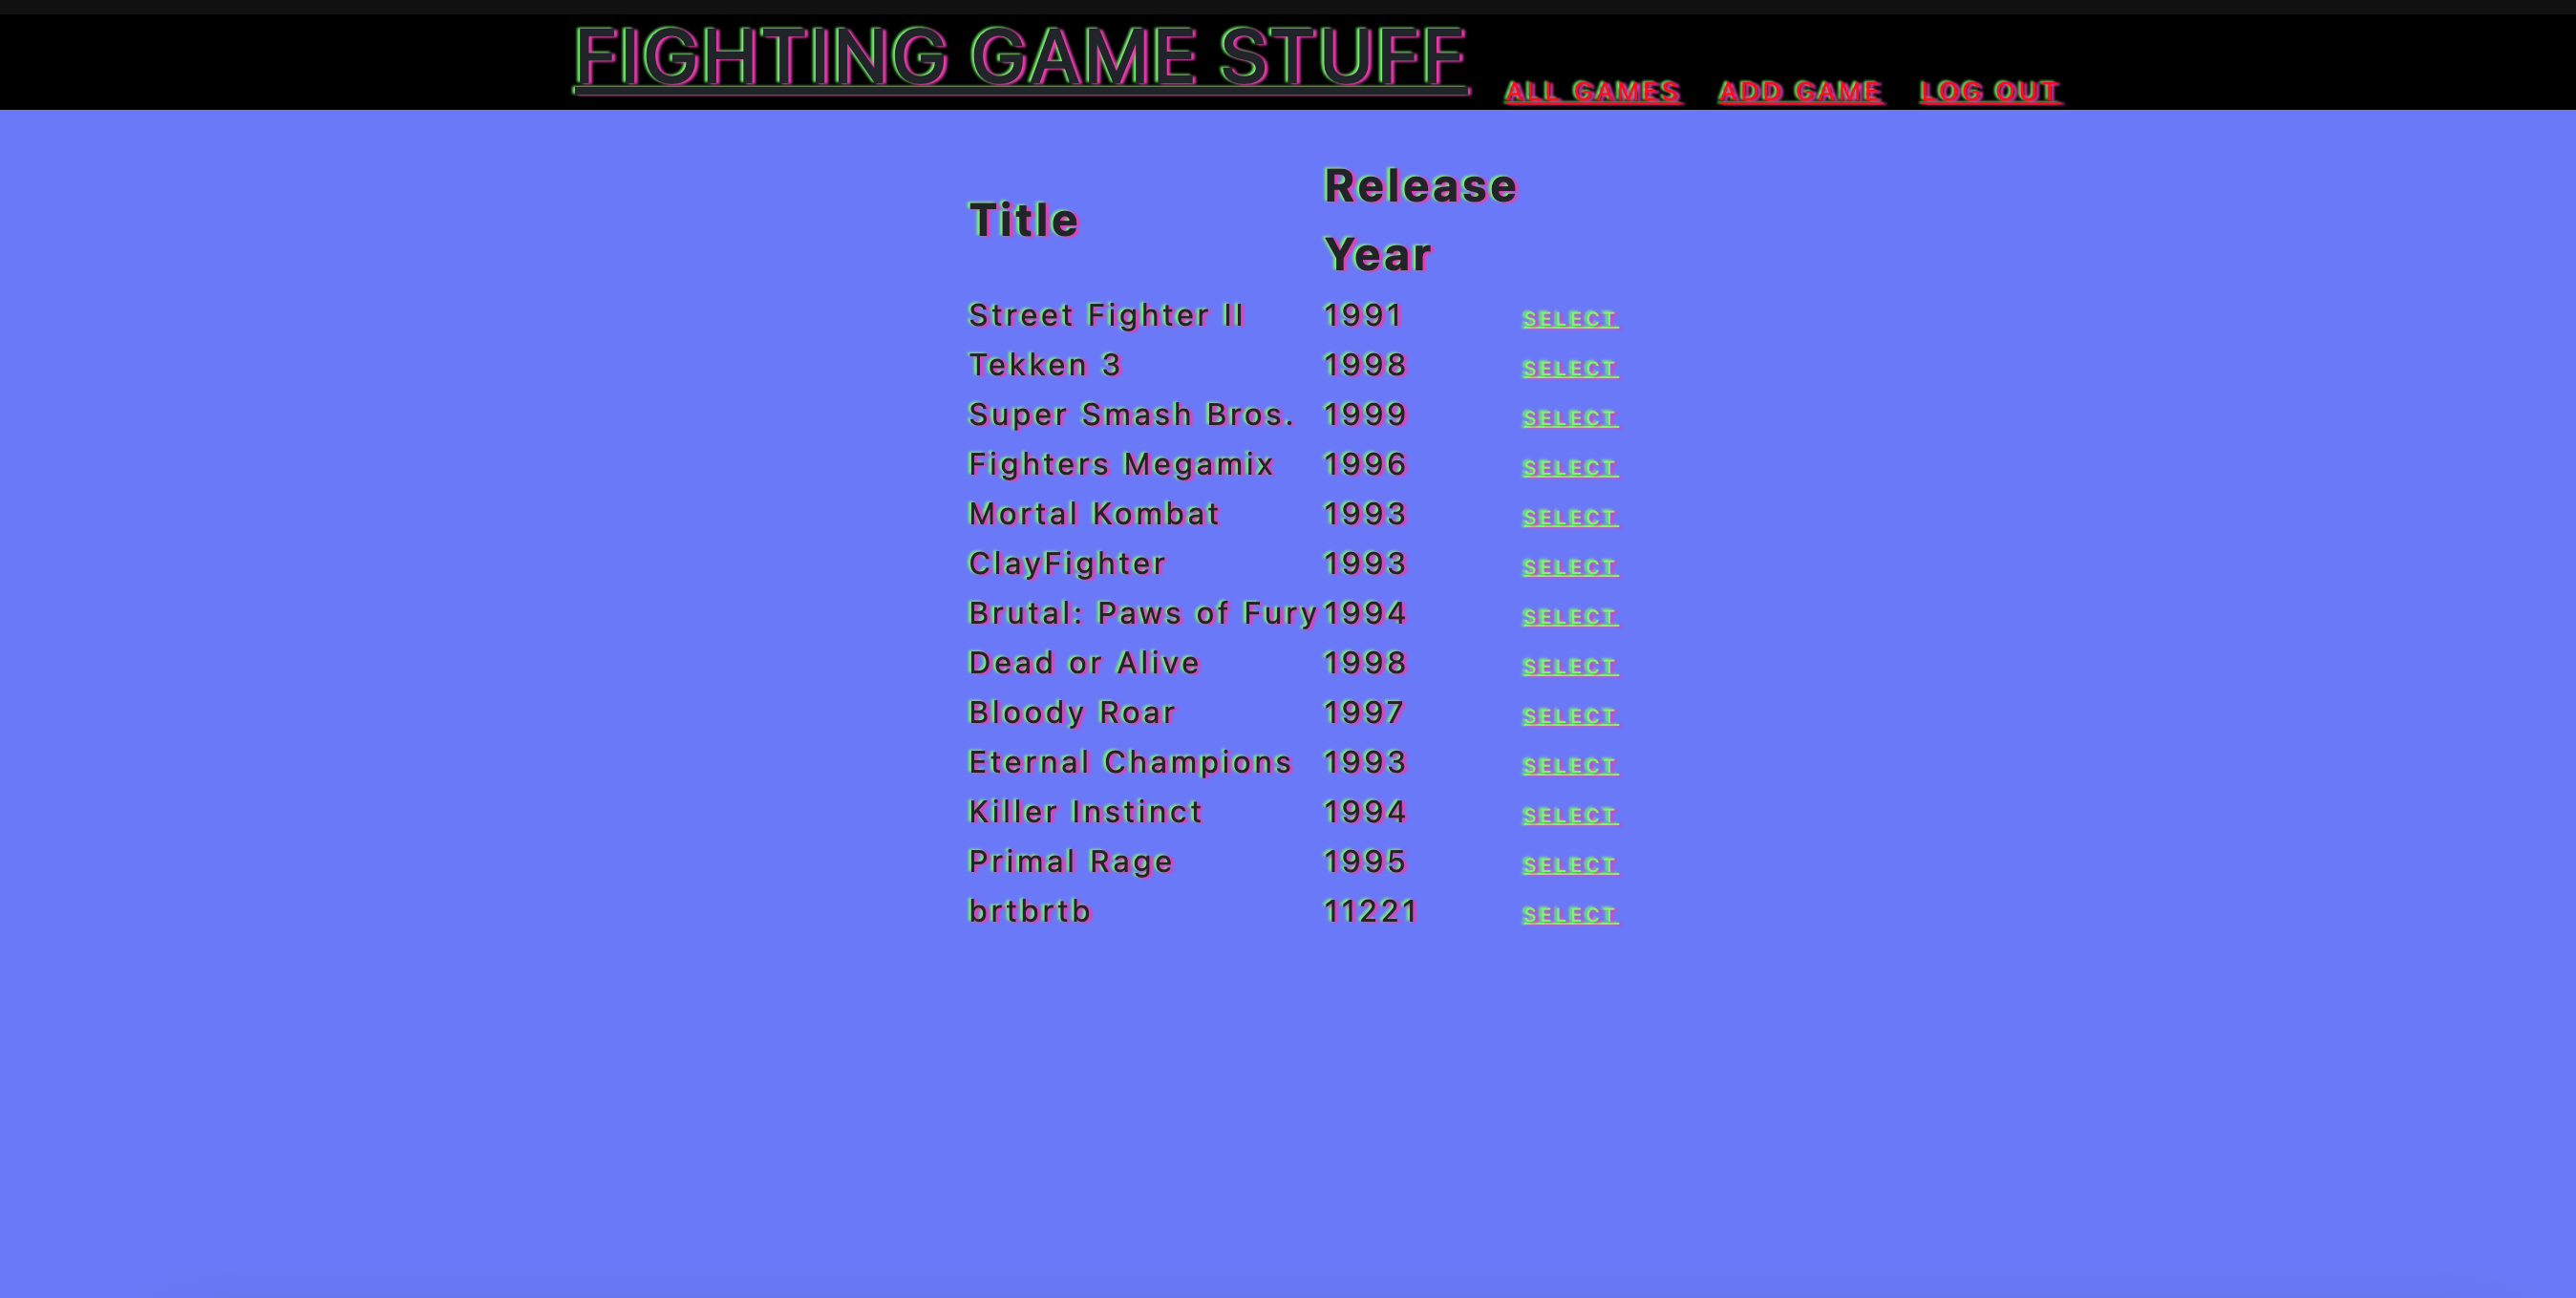 FIGHTING GAME STUFF ALL GAMES ADD GAME LOG OUT
Title Release Year
Street Fighter II 1991 SELECT
Tekken 3 1998 SELECT
Super Smash Bros. 1999 SELECT
Fighters Megamix 1996 SELECT
Mortal Kombat 1993 SELECT
ClayFighter 1993 SELECT
Brutal: Paws of Fury 1994 SELECT
Dead or Alive 1998 SELECT
Bloody Roar 1997 SELECT
Eternal Champions 1993 SELECT
Killer Instinct 1994 SELECT
Primal Rage 1995 SELECT
brtbrtb 11221 SELECT